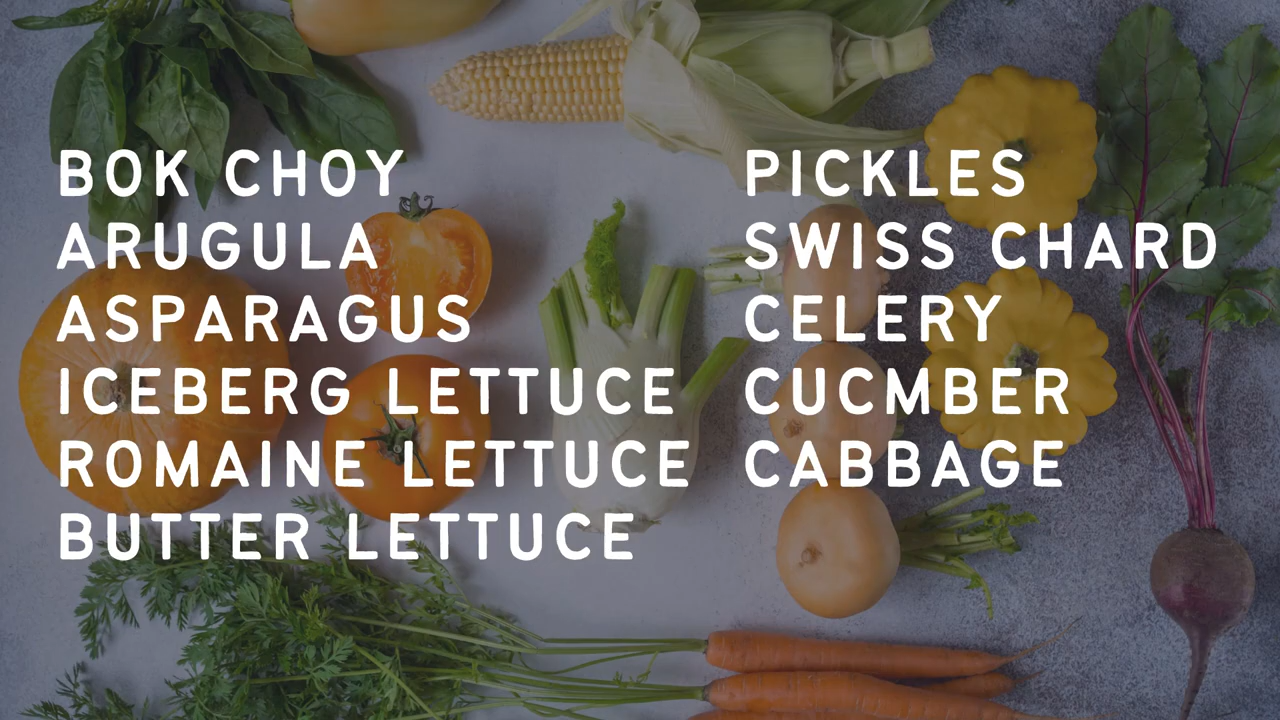 BOK CHOY
ARUGULA
ASPARAGUS
ICEBERG LETTUCE
ROMAINE LETTUCE
BUTTER LETTUCE
PICKLES
SWISS CHARD
CELERY
CUCMBER
CABBAGE